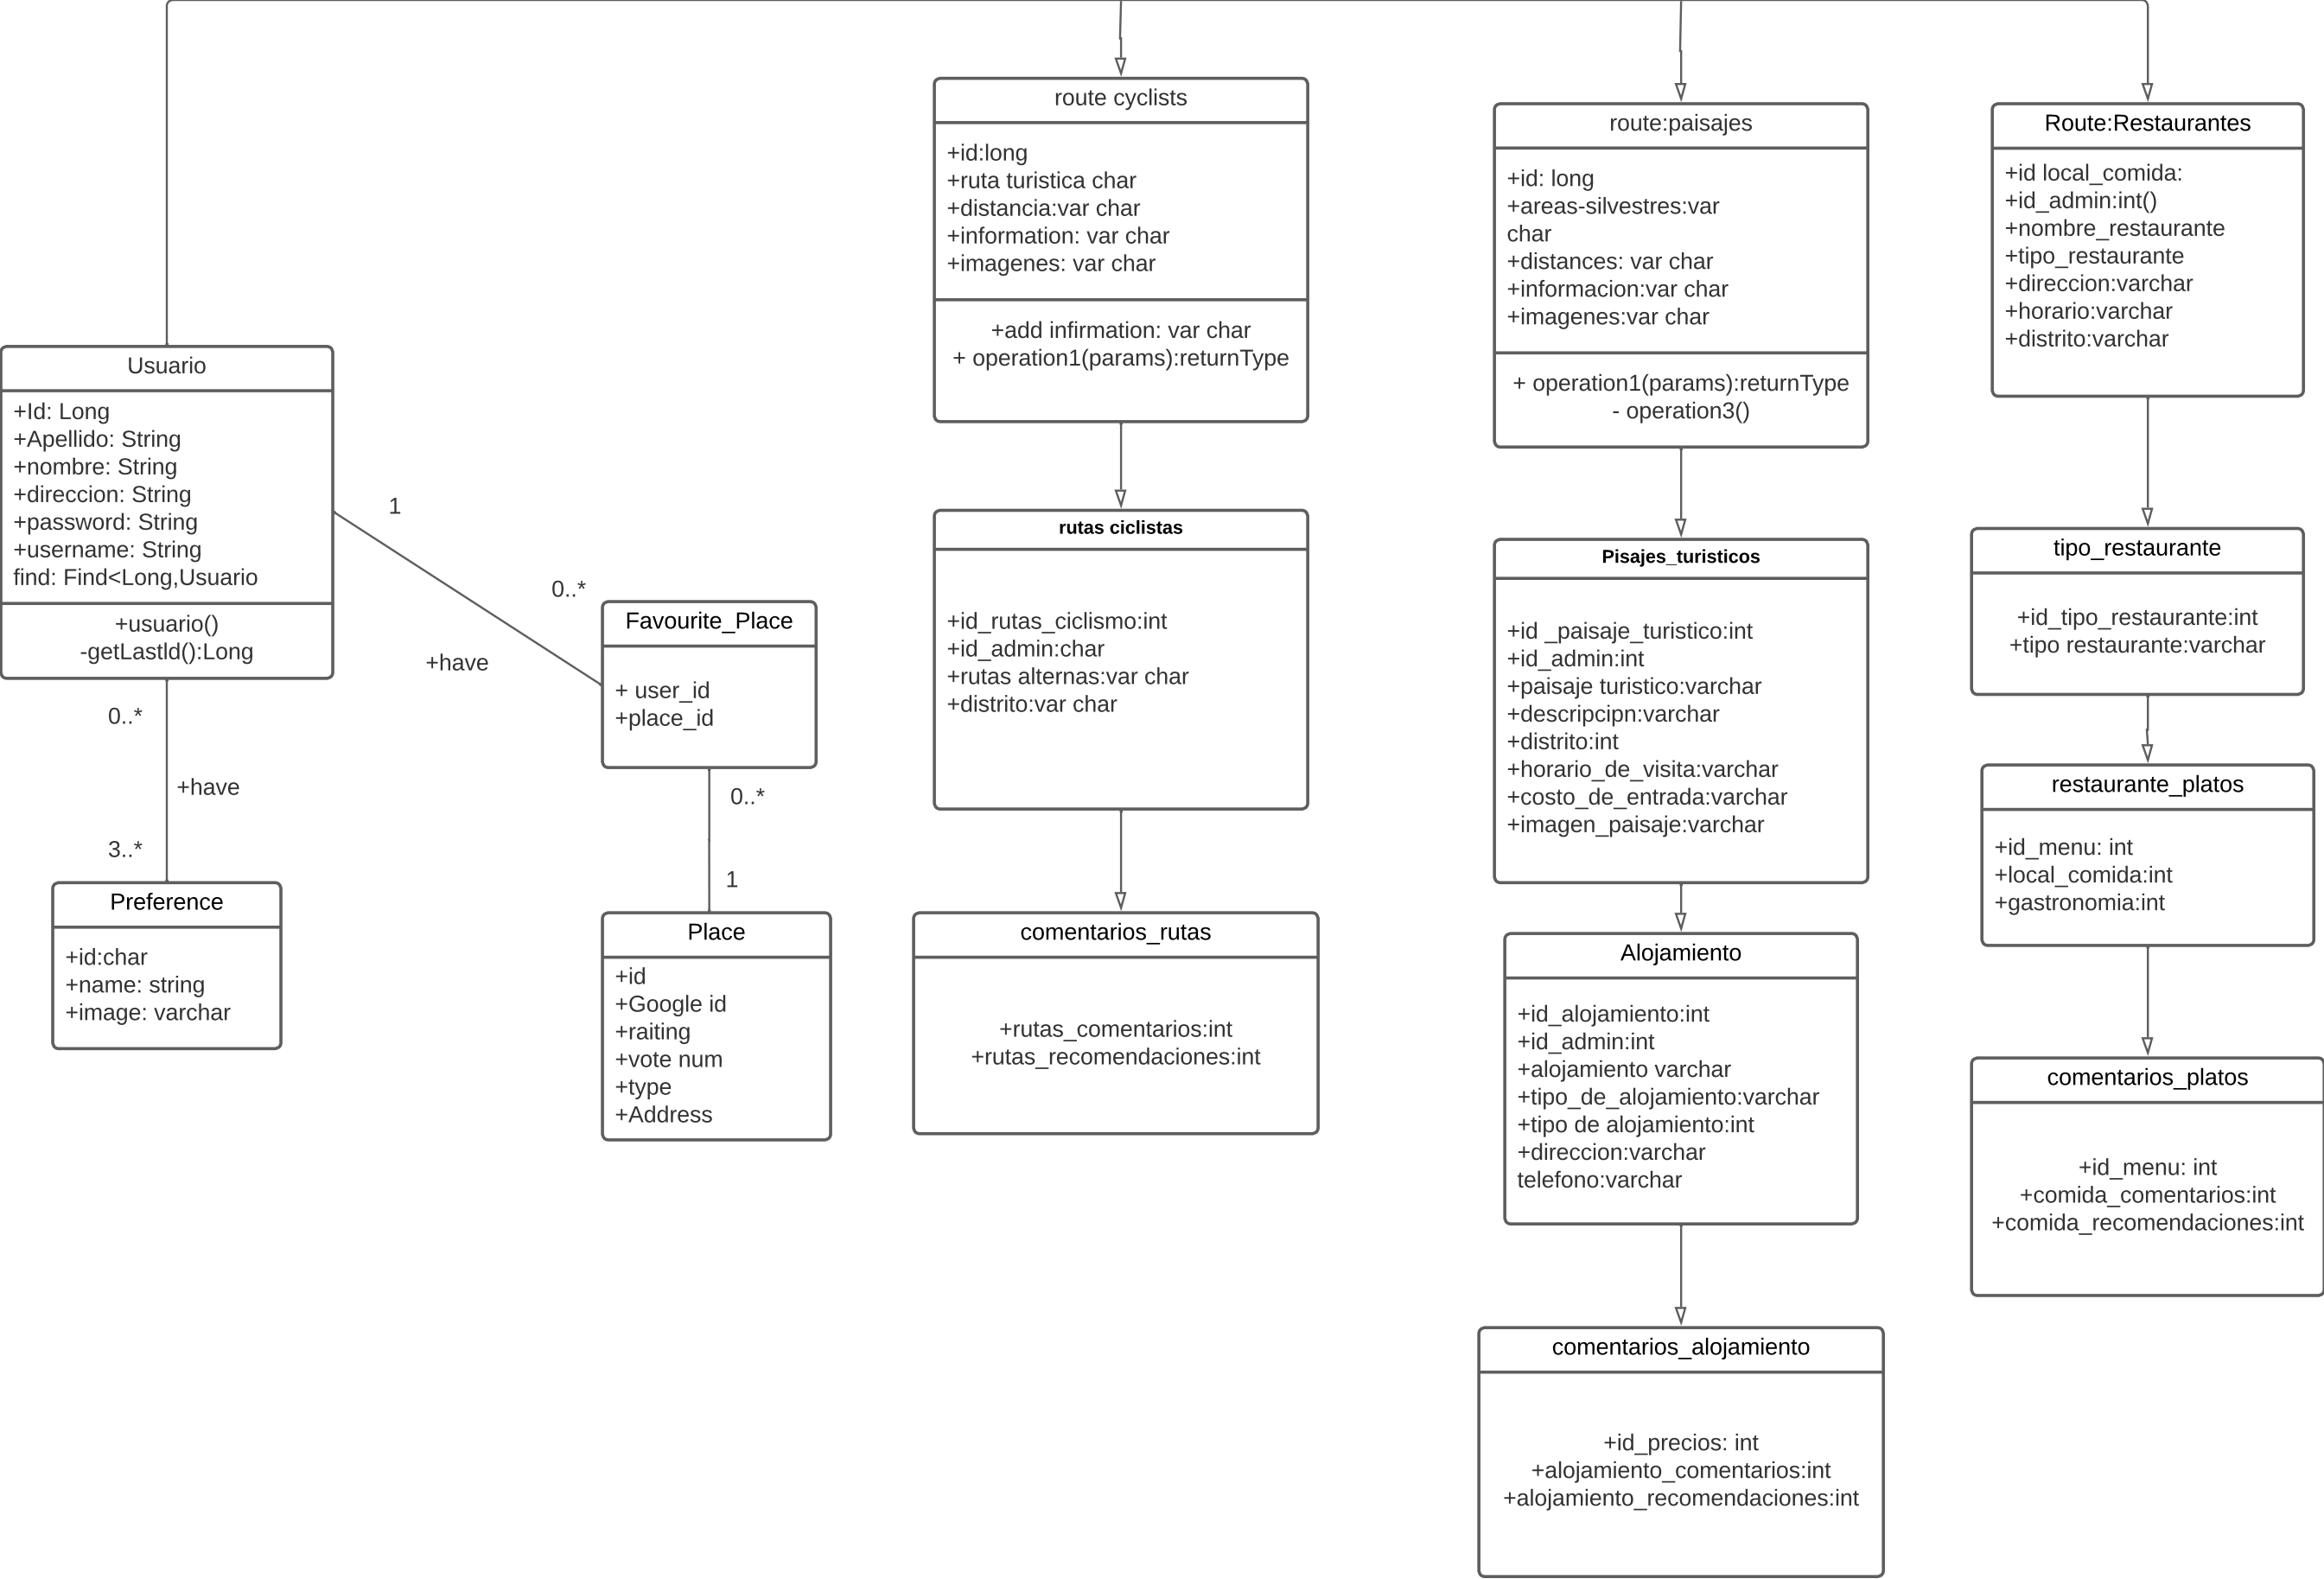 Usuario
+Id: Long
+Apellido: String
+nombre: String
+direccion: String
+password: String
+username: String
find: Find<Long,Usuario
+usuario()
-getLastId():Long
0..*
+have
3..*
Preference
+id:char
+name: string
+image: varchar
1
0..*
+have
Favourite_Place
+ user_id
+place_id
0..*
1
Place
+id
+Google id
+raiting
+vote num
+type
+Address
route cyclists
+id:long
+ruta turistica char
+distancia:var char
+information: var char
+imagenes: var char
+add infirmation: var char
+ operation1(params):returnType
rutas ciclistas
+id_rutas_ciclismo:int
+id_admin:char
+rutas alternas:var char
+distrito:var char
comentarios_rutas
+rutas_comentarios:int
+rutas_recomendaciones:int
route:paisajes
+id: long
+areas-silvestres:var
char
+distances: var char
+informacion:var char
+imagenes:var char
+ operation1(params):returnType
- operation3()
Pisajes_turisticos
+id _paisaje_turistico:int
+id_admin:int
+paisaje turistico:varchar
+descripcipn:varchar
+distrito:int
+horario_de_visita:varchar
+costo_de_entrada:varchar
+imagen_paisaje:varchar
Alojamiento
+id_alojamiento:int
+id_admin:int
+alojamiento varchar
+tipo_de_alojamiento:varchar
+tipo de alojamiento:int
+direccion:varchar
telefono:varchar
comentarios_alojamiento
+id_precios: int
+alojamiento_comentarios:int
+alojamiento_recomendaciones:int
Route:Restaurantes
+id local_comida:
+id_admin:int()
+nombre_restaurante
+tipo_restaurante
+direccion:varchar
+horario:varchar
+distrito:varchar
tipo_restaurante
+id_tipo_restaurante:int
+tipo restaurante:varchar
restaurante_platos
+id_menu: int
+local_comida:int
+gastronomia:int
comentarios_platos
+id_menu: int
+comida_comentarios:int
+comida_recomendaciones:int